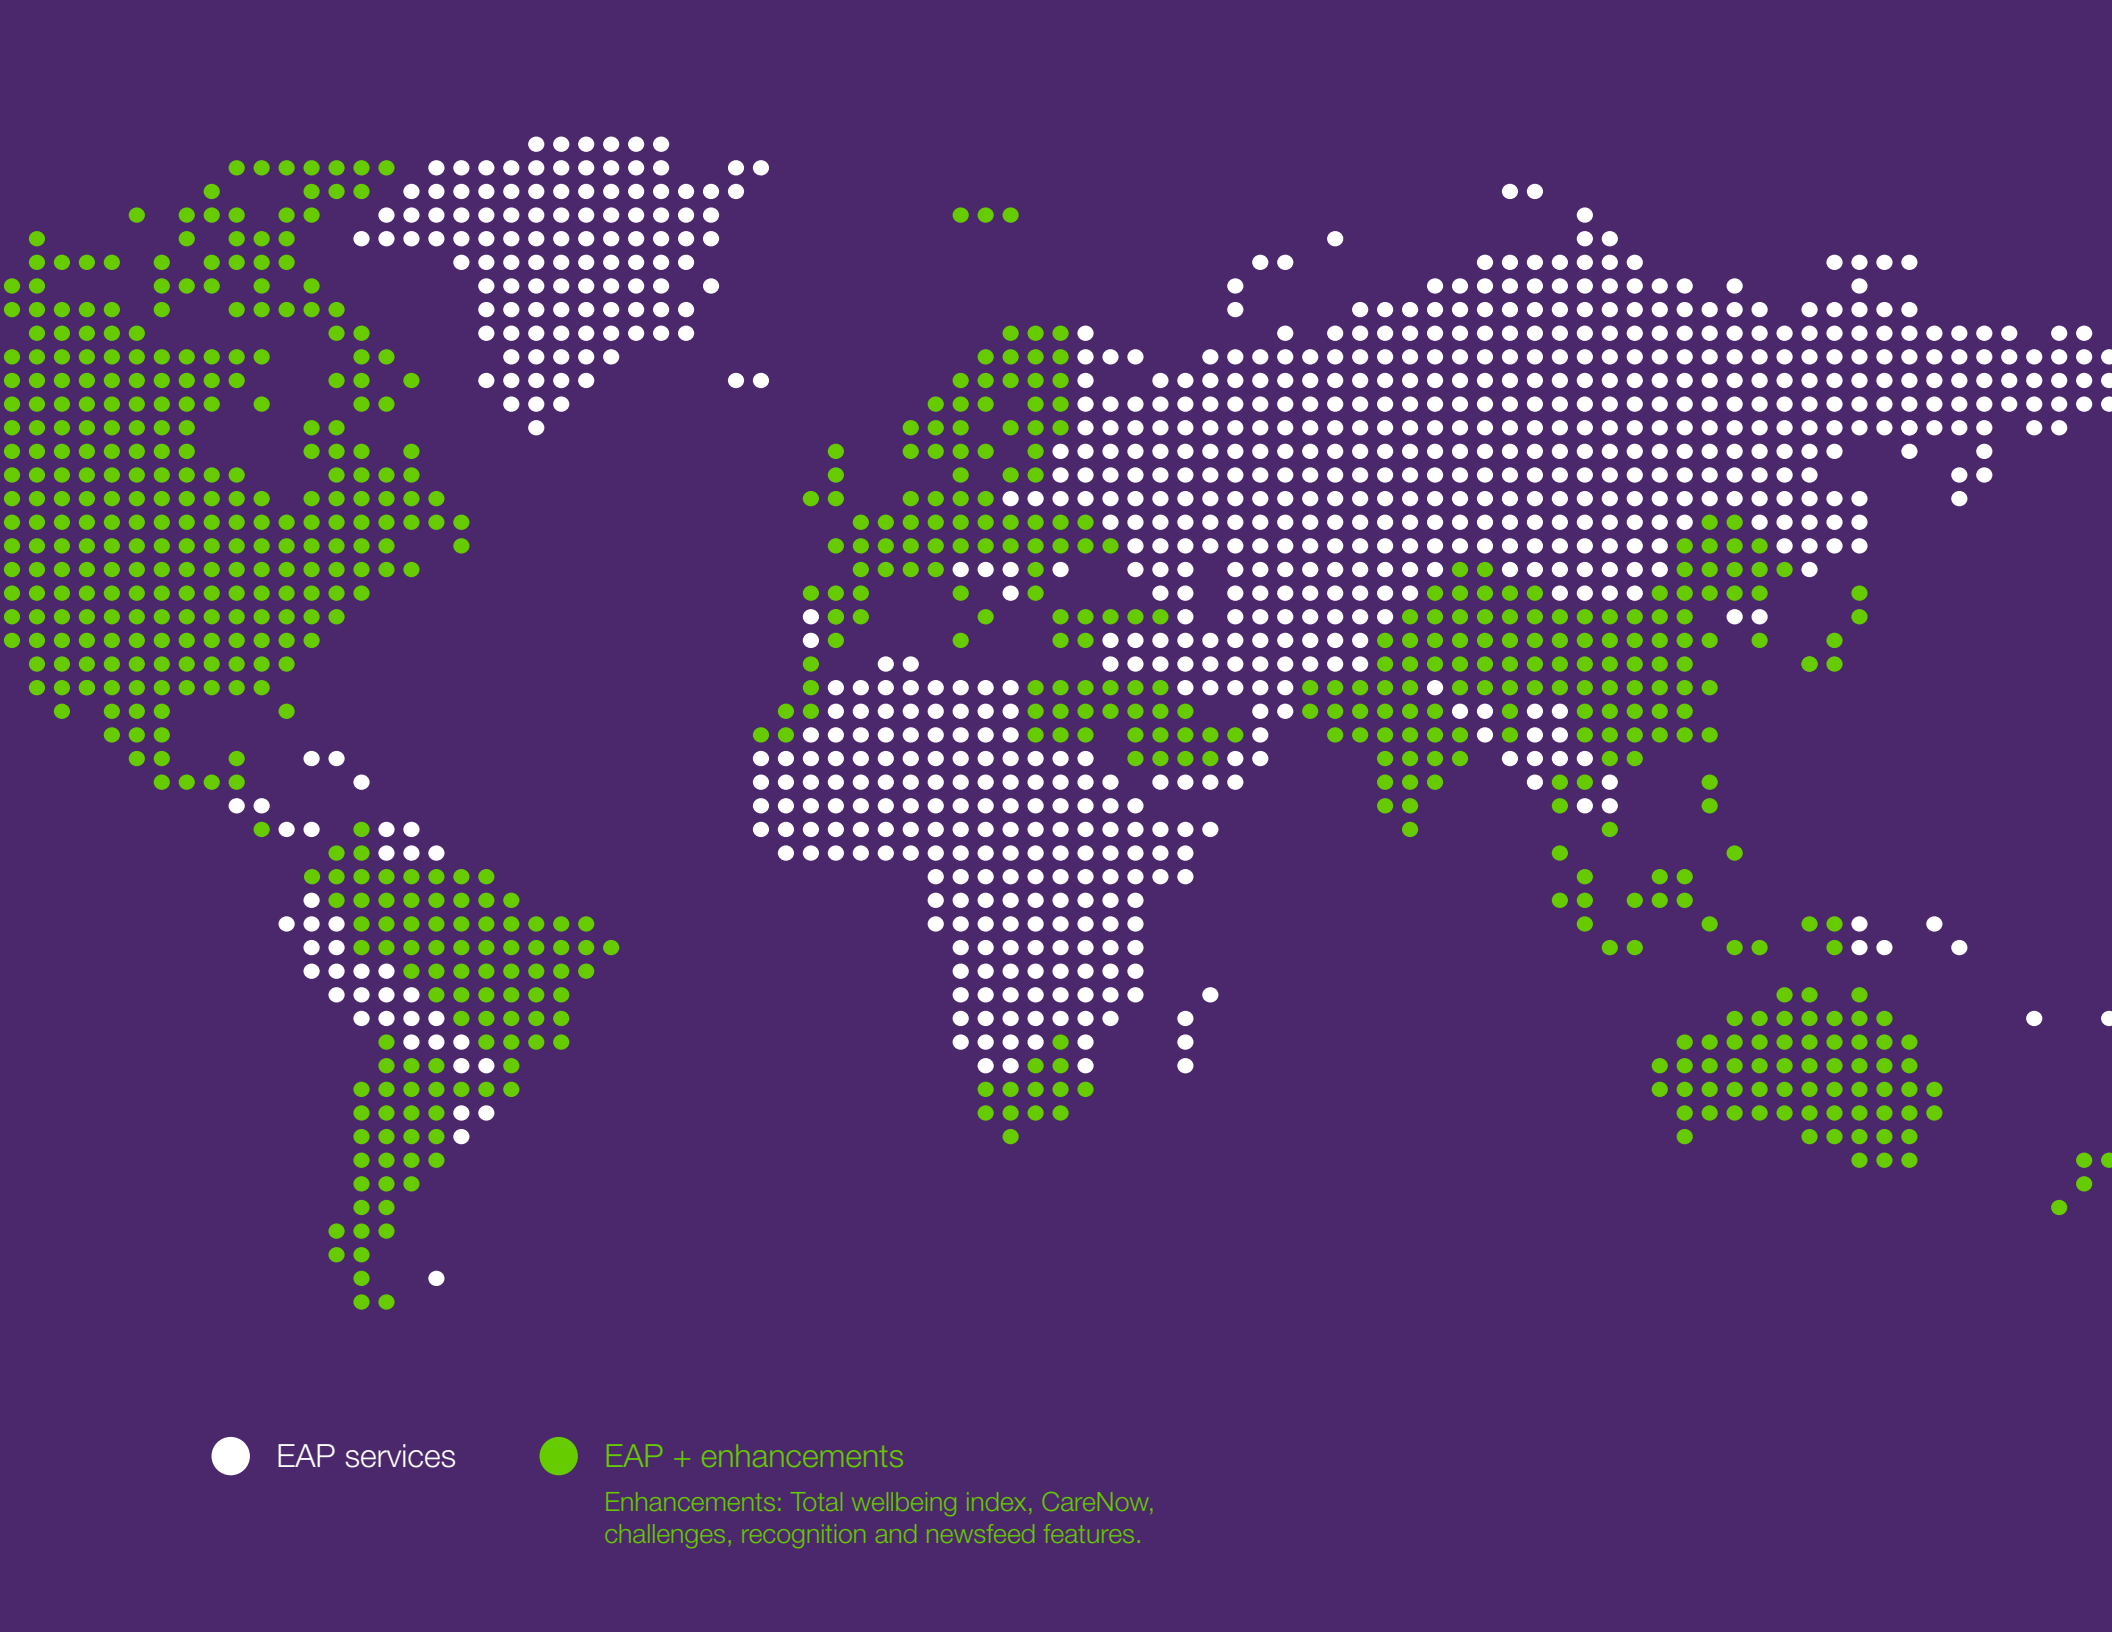 EAP services
EAP + enhancements
Enhancements: Total wellbeing index, CareNow,
challenges, recognition and newsfeed features.